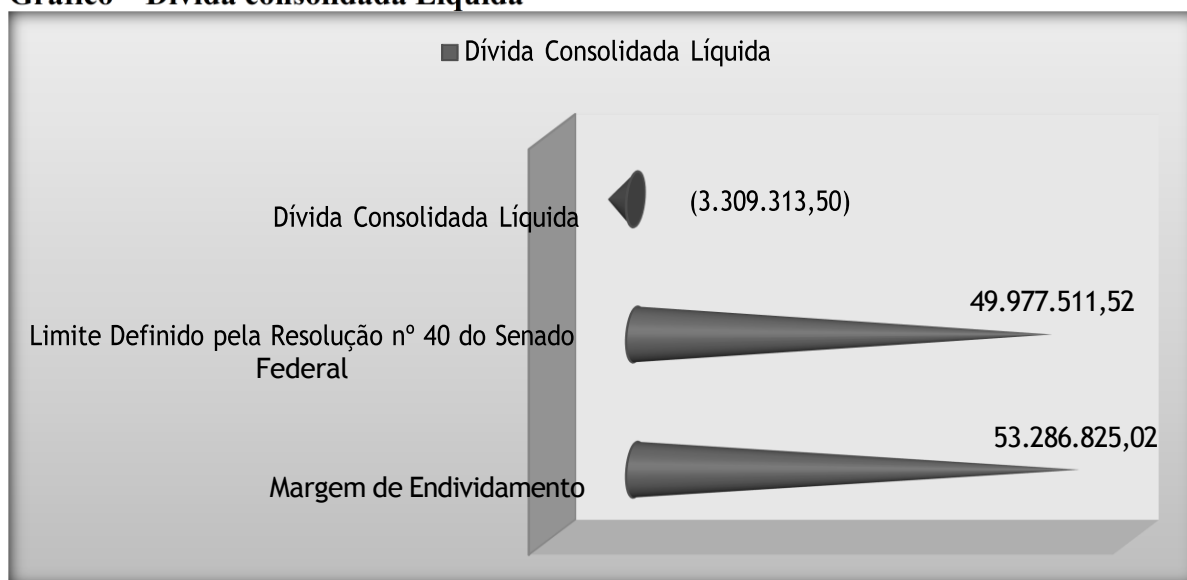 Gráfico – Dívida consolidada Líquida
Dívida Consolidada Líquida
Dívida Consolidada Líquida
(3.309.313,50)
49.977.511,52
Limite Definido pela Resolução nº 40 do Senado
Federal
53.286.825,02
Margem de Endividamento